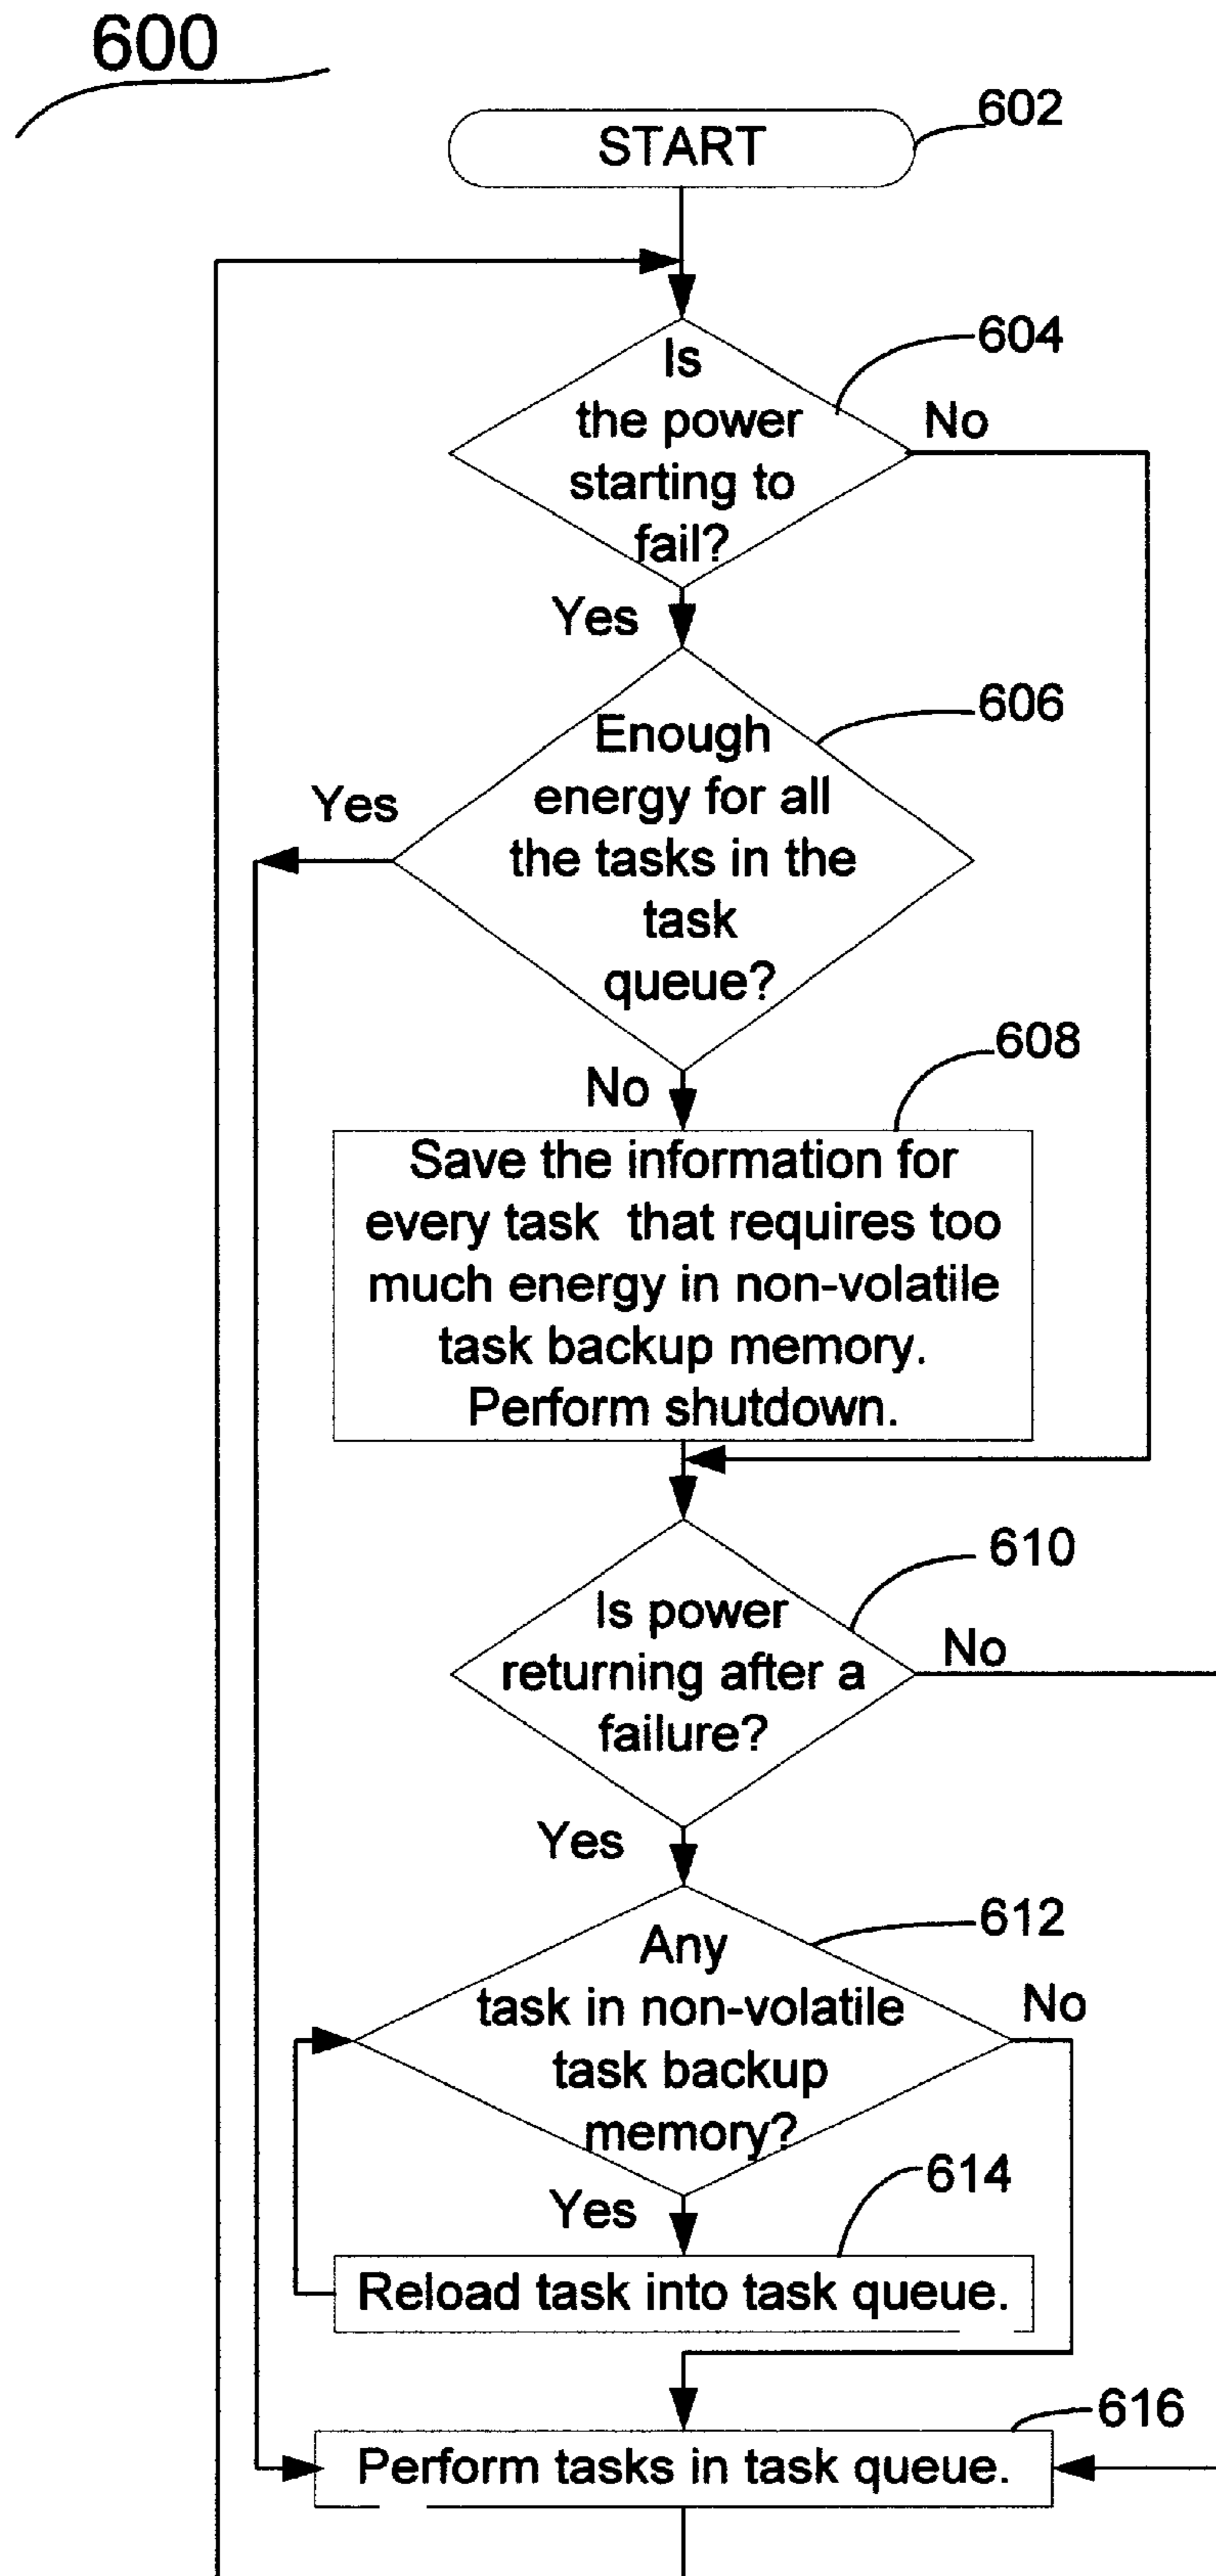 600
START
602
Is
the power
starting to
fail?
604
No
Yes
Enough
energy for all
the tasks in the
task
queue?
606
Yes
No
608
Save the information for
every task that requires too
much energy in non-volatile
task backup memory.
Perform shutdown.
Is power
returning after a
failure?
610
No
Yes
Any
task in non-volatile
task backup
memory?
612
No
Yes
614
Reload task into task queue.
616
Perform tasks in task queue.